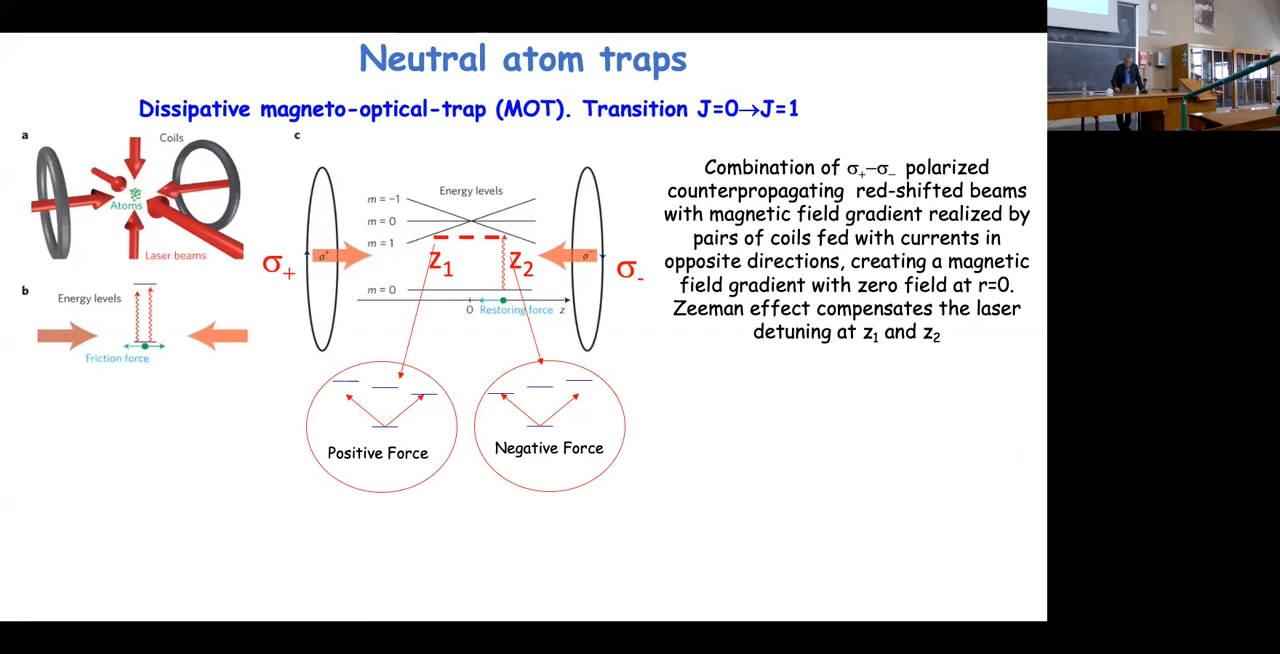 Neutral atom traps
Dissipative magneto-optical-trap (MOT). Transition J=0→J=1
a
Coils
Atoms
Laser beams
b
Energy levels
Friction force
c
Energy levels
m = −1
m = 0
m = 1
σ+
σ+
z1
z2
σ−
σ-
m = 0
0
Restoring force
z
Positive Force
Negative Force
Combination of σ+–σ– polarized
counterpropagating red-shifted beams
with magnetic field gradient realized by
pairs of coils fed with currents in
opposite directions, creating a magnetic
field gradient with zero field at r=0.
Zeeman effect compensates the laser
detuning at z1 and z2